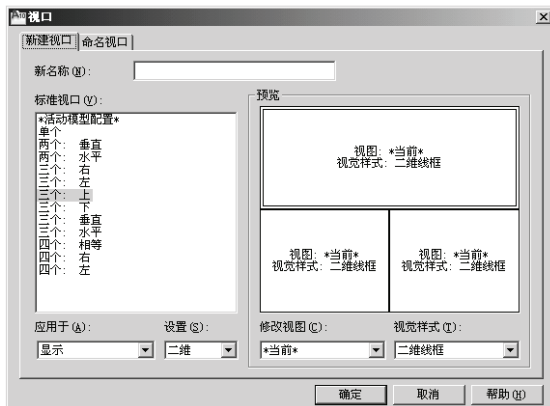 视口
新建视口 命名视口
新名称(N):
标准视口(V):
*活动模型配置*
单个
两个: 垂直
两个: 水平
三个: 右
三个: 左
三个: 上
三个: 下
三个: 垂直
三个: 水平
四个: 相等
四个: 右
四个: 左
预览
视图: *当前*
视觉样式: 二维线框
视图: *当前*
视觉样式: 二维线框
视图: *当前*
视觉样式: 二维线框
应用于(A): 设置(S): 修改视图(C): 视觉样式(T):
显示 二维 *当前* 二维线框
确定 取消 帮助(H)